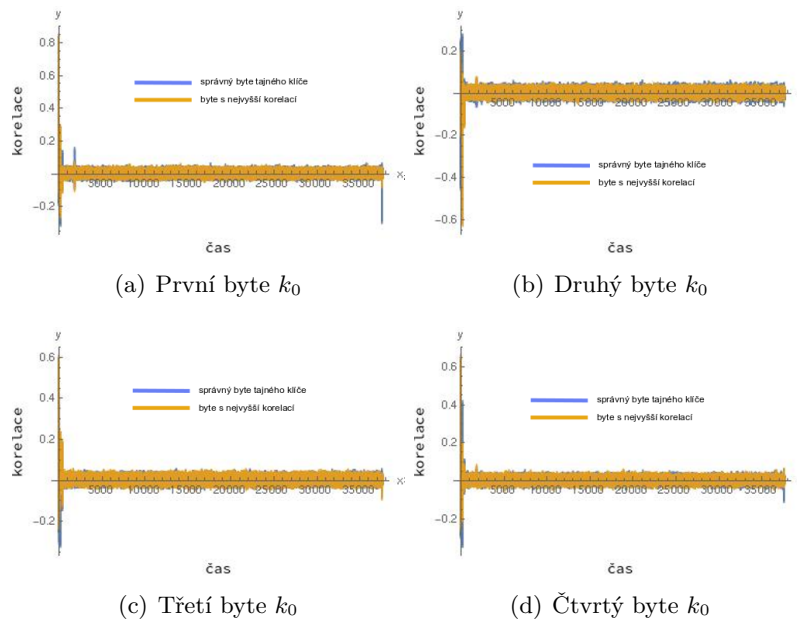 y
0.8
0.6
0.4
0.2
-0.2
korelace
správný byte tajného klíče
byte s nejvyšší korelací
5000 10000 15000 20000 25000 30000 35000
x
čas
(a) První byte k0
y
0.2
-0.2
-0.4
-0.6
korelace
5000 10000 15000 20000 25000 30000 35000
správný byte tajného klíče
byte s nejvyšší korelací
čas
(b) Druhý byte k0
y
0.6
0.4
0.2
-0.2
korelace
správný byte tajného klíče
byte s nejvyšší korelací
5000 10000 15000 20000 25000 30000 35000
x
čas
(c) Třetí byte k0
y
0.6
0.4
0.2
-0.2
korelace
správný byte tajného klíče
byte s nejvyšší korelací
5000 10000 15000 20000 25000 30000 35000
čas
(d) Čtvrtý byte k0